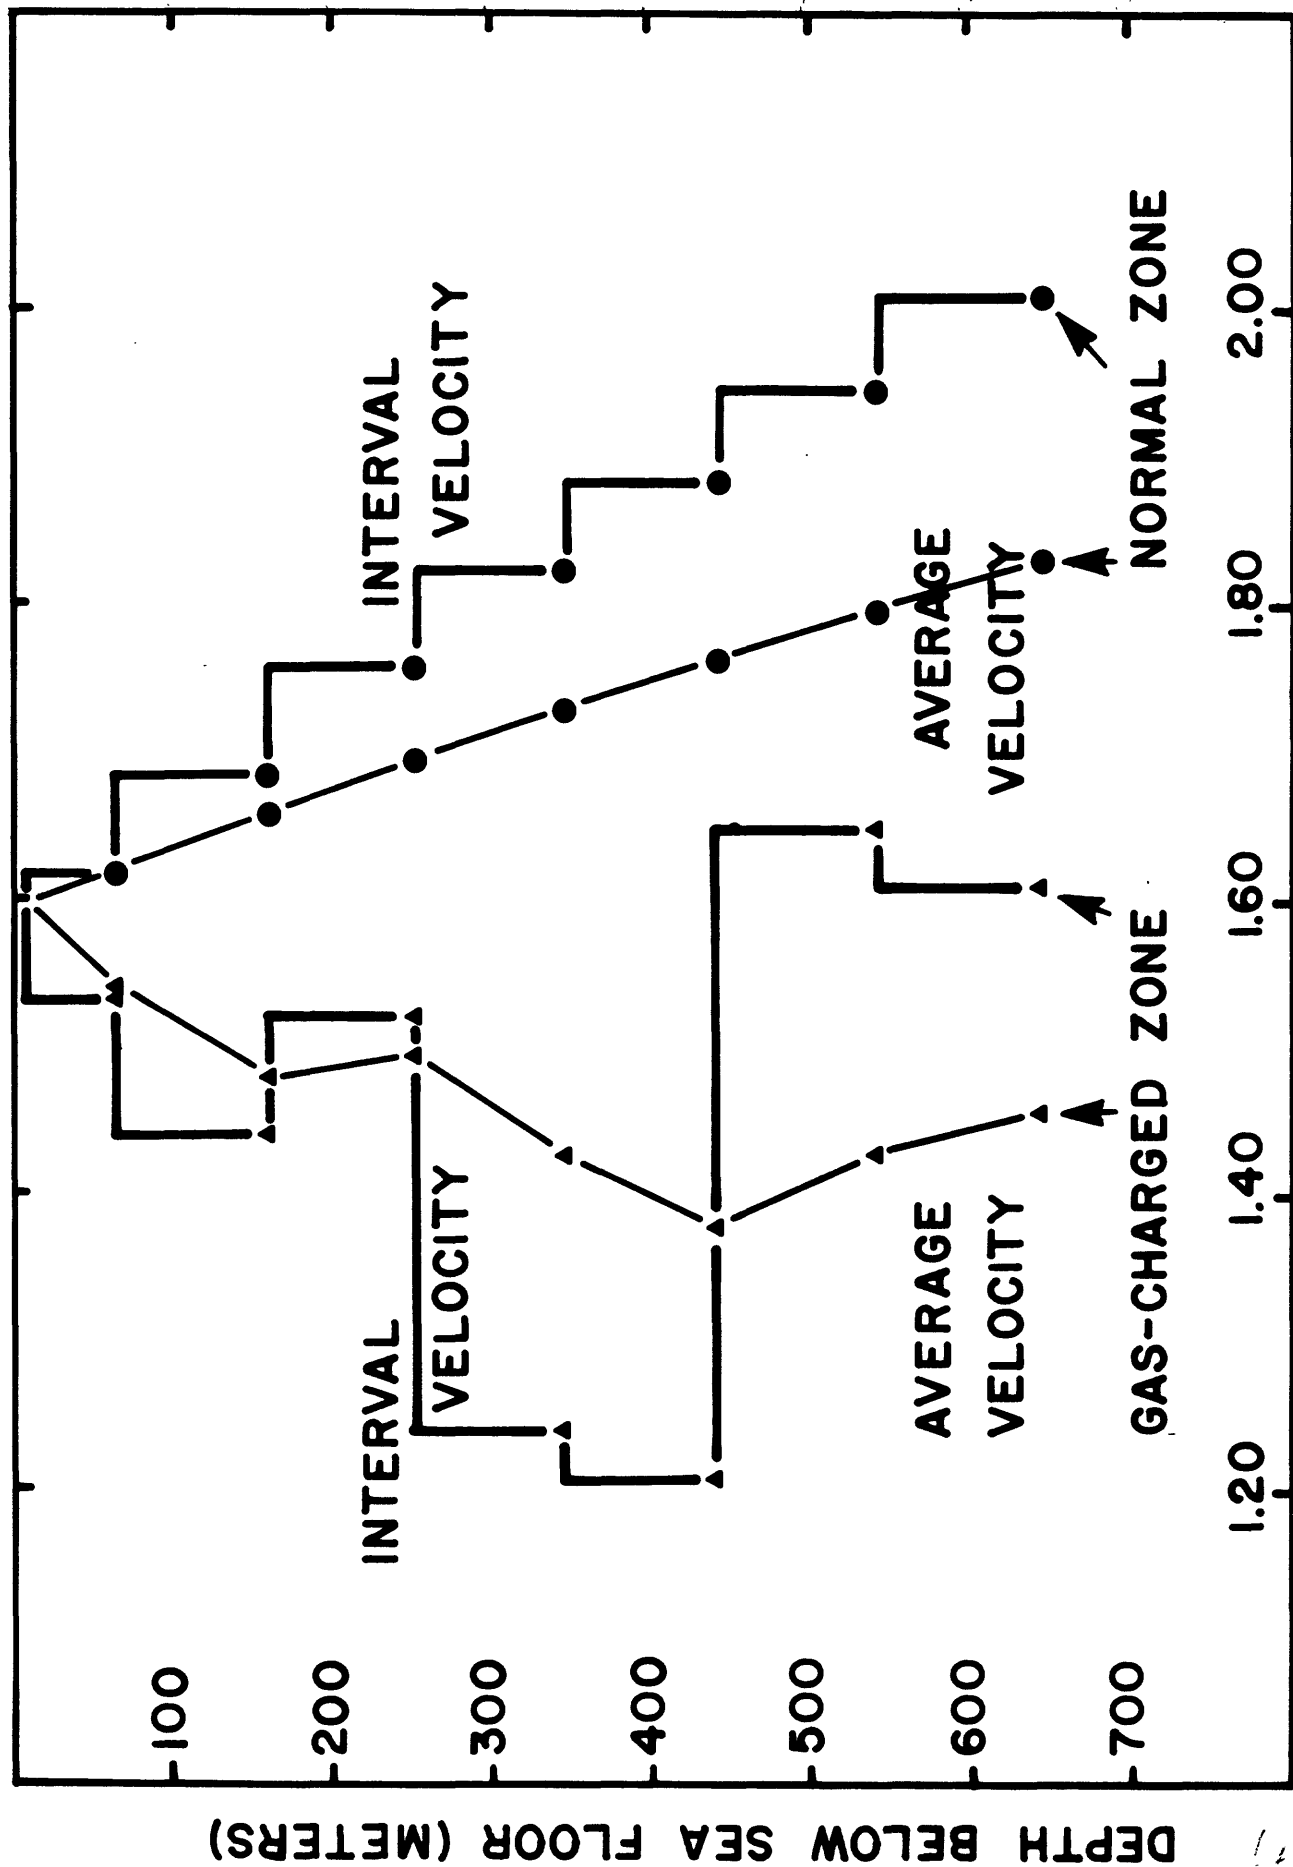 DEPTH BELOW SEA FLOOR (METERS)
100
200
300
400
500
600
700
INTERVAL
VELOCITY
INTERVAL
VELOCITY
AVERAGE
VELOCITY
AVERAGE
VELOCITY
GAS-CHARGED ZONE
NORMAL ZONE
1.20
1.40
1.60
1.80
2.00